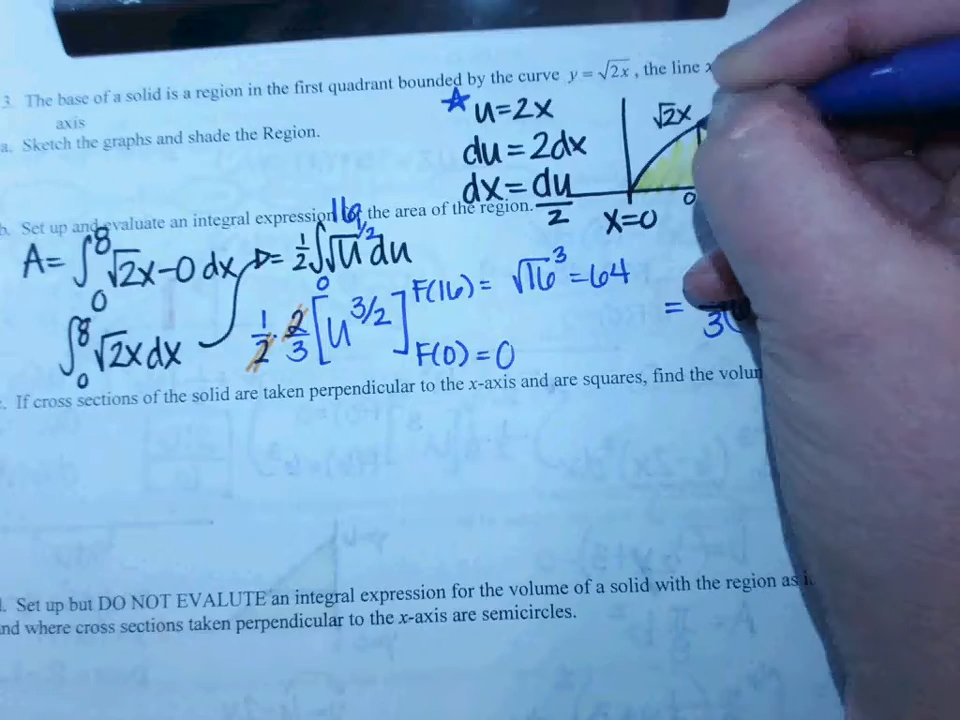 3. The base of a solid is a region in the first quadrant bounded by the curve y = √2x, the line x
axis
a. Sketch the graphs and shade the Region.
★ u=2x
du = 2dx
dx = du/2
√2x
0
x=0
b. Set up and evaluate an integral expression for the area of the region.
A = ∫₀⁸ √2x - 0 dx
∫₀⁸ √2x dx
= 1/2 ∫₀¹⁶ √u^1/2 du
1/2 · 2/3 [u^3/2]
F(16) = √16³ = 64
F(0) = 0
= 3(
c. If cross sections of the solid are taken perpendicular to the x-axis and are squares, find the volum
d. Set up but DO NOT EVALUTE an integral expression for the volume of a solid with the region as i
and where cross sections taken perpendicular to the x-axis are semicircles.